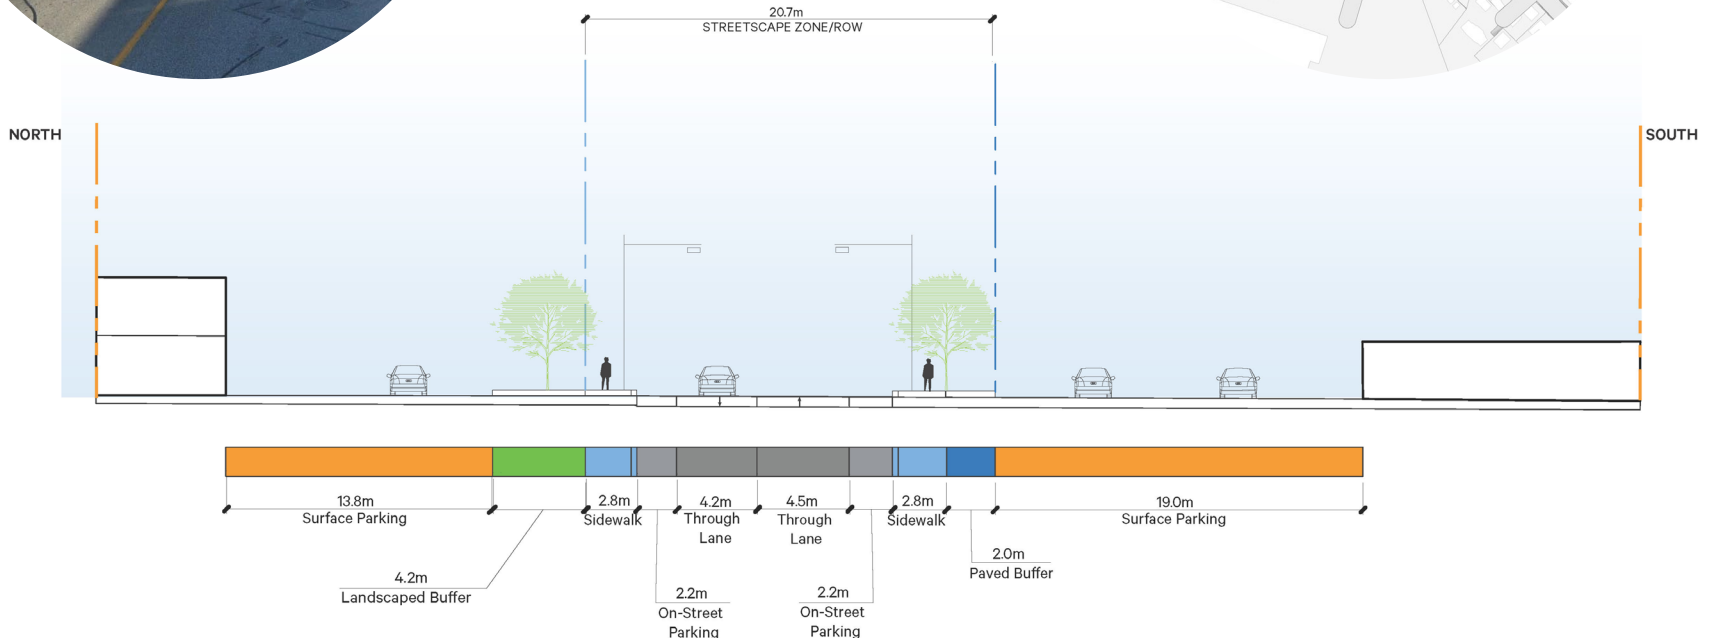 20.7m
STREETSCAPE ZONE/ROW
NORTH
SOUTH
13.8m
Surface Parking
2.8m
Sidewalk
4.2m
Through
Lane
4.5m
Through
Lane
2.8m
Sidewalk
19.0m
Surface Parking
4.2m
Landscaped Buffer
2.2m
On-Street
Parking
2.2m
On-Street
Parking
2.0m
Paved Buffer